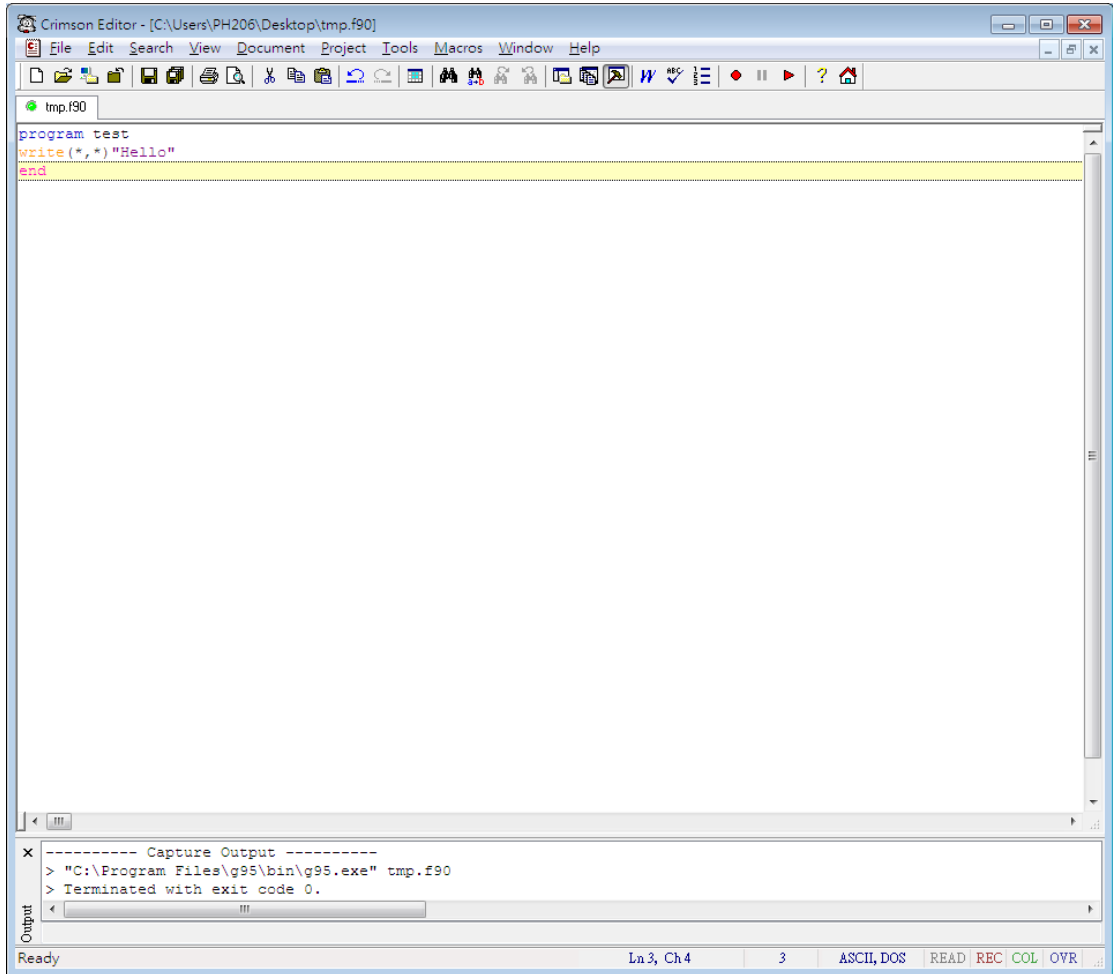 Crimson Editor - [C:\Users\PH206\Desktop\tmp.f90]
File Edit Search View Document Project Tools Macros Window Help
tmp.f90
program test
write(*,*)"Hello"
end
---------- Capture Output ----------
> "C:\Program Files\g95\bin\g95.exe" tmp.f90
> Terminated with exit code 0.
Output
Ready Ln 3, Ch 4 3 ASCII, DOS READ REC COL OVR